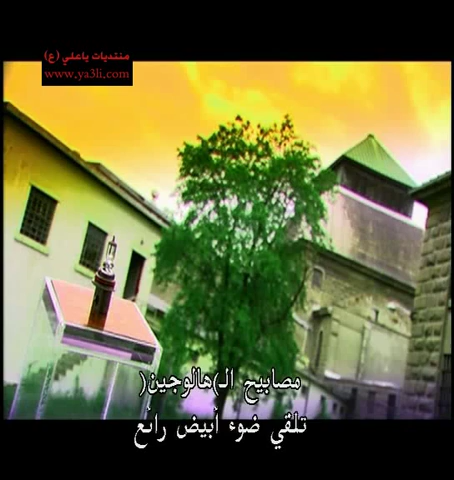 منتديات ياعلي (ع)
www.ya3li.com
مصابيح الـ)هالوجين(
تلقي ضوء أبيض رائع